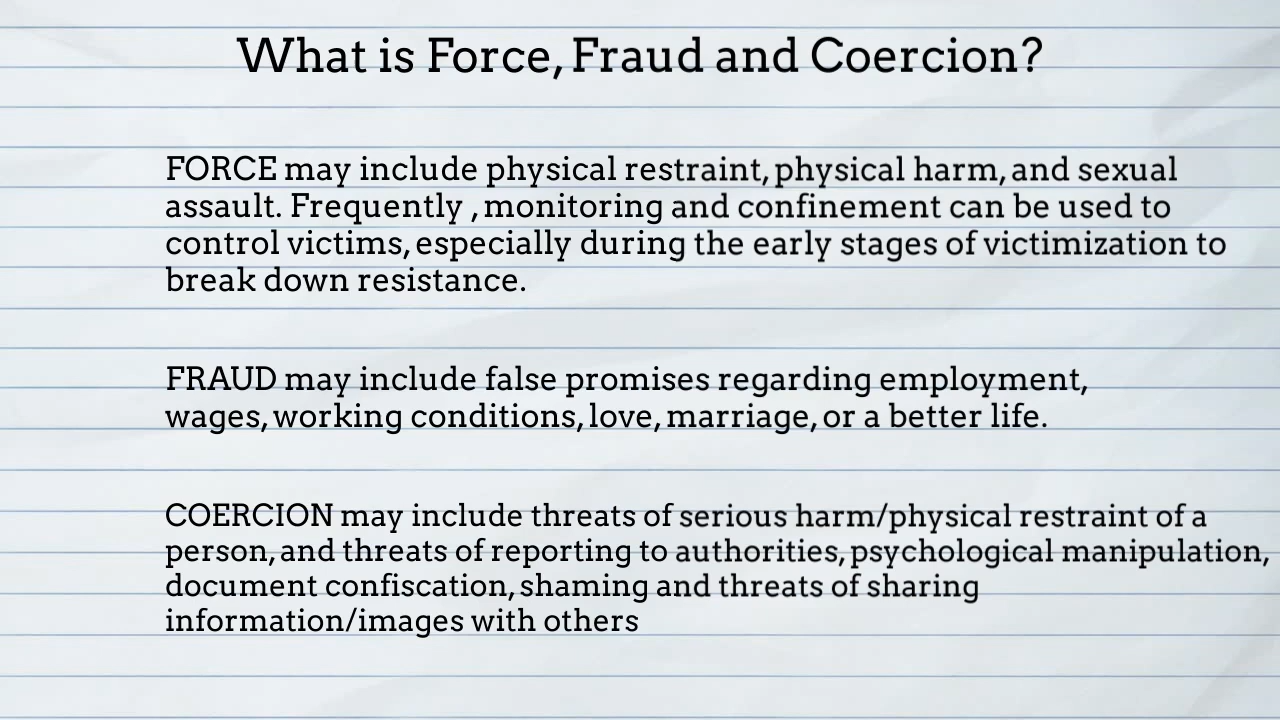 What is Force, Fraud and Coercion?
FORCE may include physical restraint, physical harm, and sexual
assault. Frequently , monitoring and confinement can be used to
control victims, especially during the early stages of victimization to
break down resistance.
FRAUD may include false promises regarding employment,
wages, working conditions, love, marriage, or a better life.
COERCION may include threats of serious harm/physical restraint of a
person, and threats of reporting to authorities, psychological manipulation,
document confiscation, shaming and threats of sharing
information/images with others